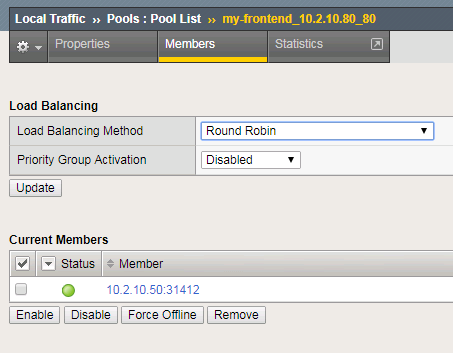 Local Traffic ›› Pools : Pool List ›› my-frontend_10.2.10.80_80
Properties Members Statistics
Load Balancing
Load Balancing Method Round Robin
Priority Group Activation Disabled
Update
Current Members
Status Member
10.2.10.50:31412
Enable Disable Force Offline Remove